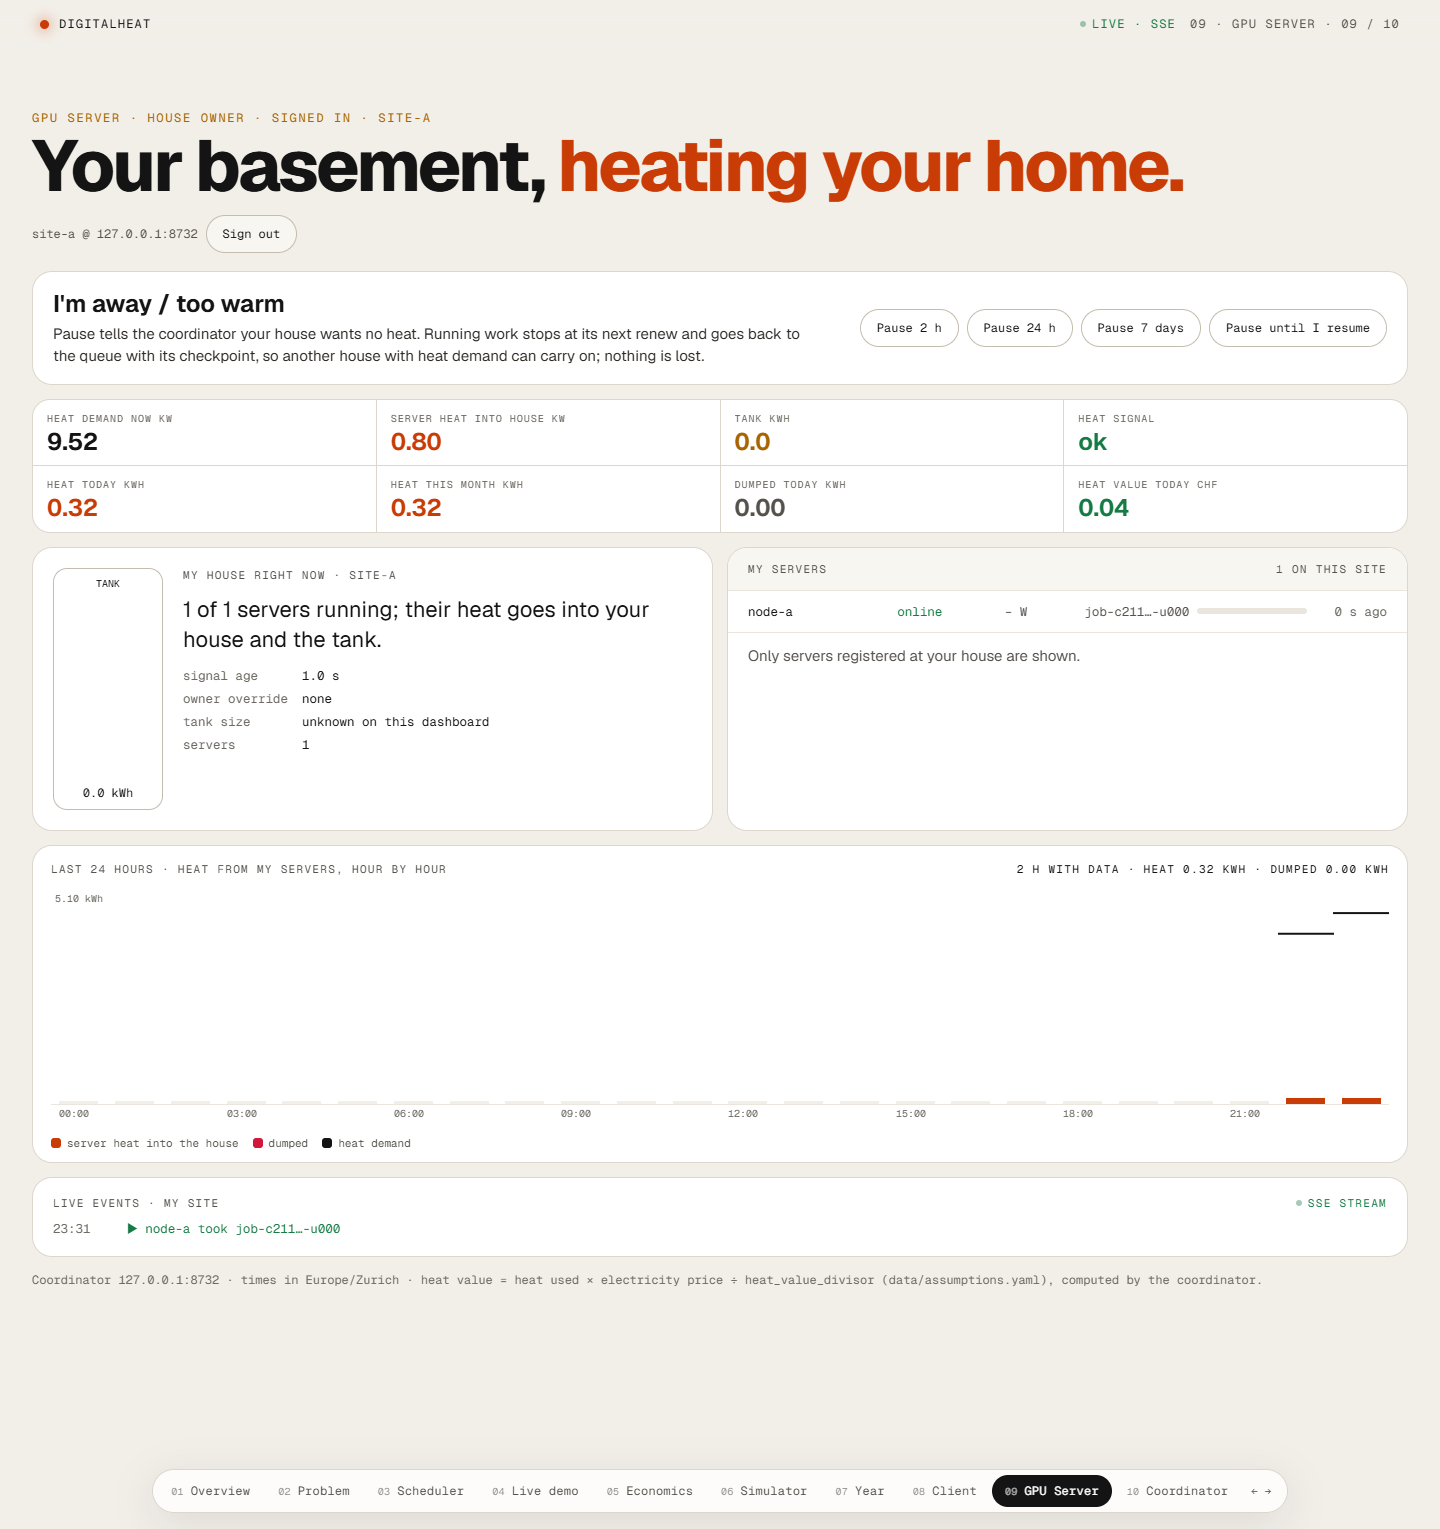 DIGITALHEAT
LIVE · SSE 09 · GPU SERVER · 09 / 10
GPU SERVER · HOUSE OWNER · SIGNED IN · SITE-A
Your basement, heating your home.
site-a @ 127.0.0.1:8732 Sign out
I'm away / too warm
Pause tells the coordinator your house wants no heat. Running work stops at its next renew and goes back to
the queue with its checkpoint, so another house with heat demand can carry on; nothing is lost.
Pause 2 h Pause 24 h Pause 7 days Pause until I resume
HEAT DEMAND NOW KW
9.52
SERVER HEAT INTO HOUSE KW
0.80
TANK KWH
0.0
HEAT SIGNAL
ok
HEAT TODAY KWH
0.32
HEAT THIS MONTH KWH
0.32
DUMPED TODAY KWH
0.00
HEAT VALUE TODAY CHF
0.04
TANK
0.0 kWh
MY HOUSE RIGHT NOW · SITE-A
1 of 1 servers running; their heat goes into your
house and the tank.
signal age 1.0 s
owner override none
tank size unknown on this dashboard
servers 1
MY SERVERS 1 ON THIS SITE
node-a online – W job-c211…-u000 0 s ago
Only servers registered at your house are shown.
LAST 24 HOURS · HEAT FROM MY SERVERS, HOUR BY HOUR
2 H WITH DATA · HEAT 0.32 KWH · DUMPED 0.00 KWH
5.10 kWh
00:00 03:00 06:00 09:00 12:00 15:00 18:00 21:00
server heat into the house dumped heat demand
LIVE EVENTS · MY SITE SSE STREAM
23:31 ▶ node-a took job-c211…-u000
Coordinator 127.0.0.1:8732 · times in Europe/Zurich · heat value = heat used × electricity price ÷ heat_value_divisor (data/assumptions.yaml), computed by the coordinator.
01 Overview 02 Problem 03 Scheduler 04 Live demo 05 Economics 06 Simulator 07 Year 08 Client 09 GPU Server 10 Coordinator ← →